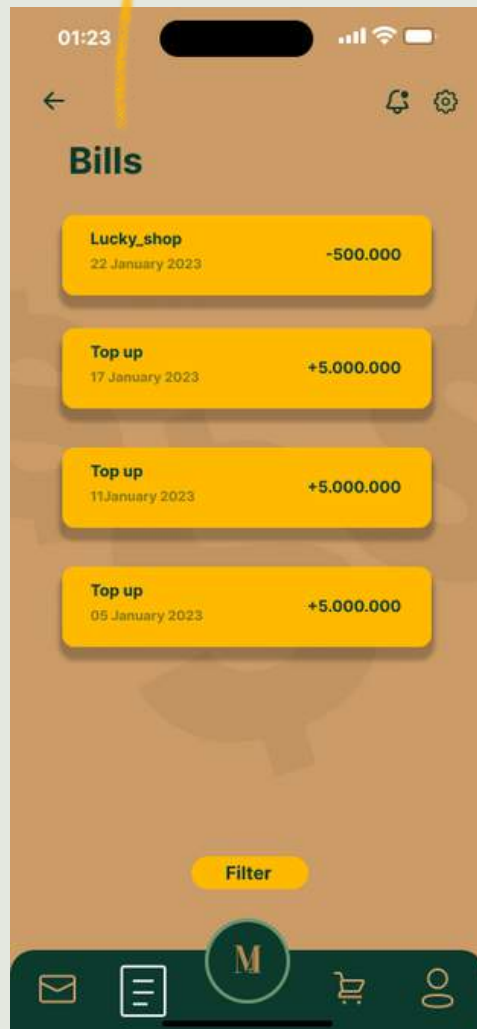 01:23
Bills
Lucky_shop
22 January 2023
-500.000
Top up
17 January 2023
+5.000.000
Top up
11January 2023
+5.000.000
Top up
05 January 2023
+5.000.000
Filter
M